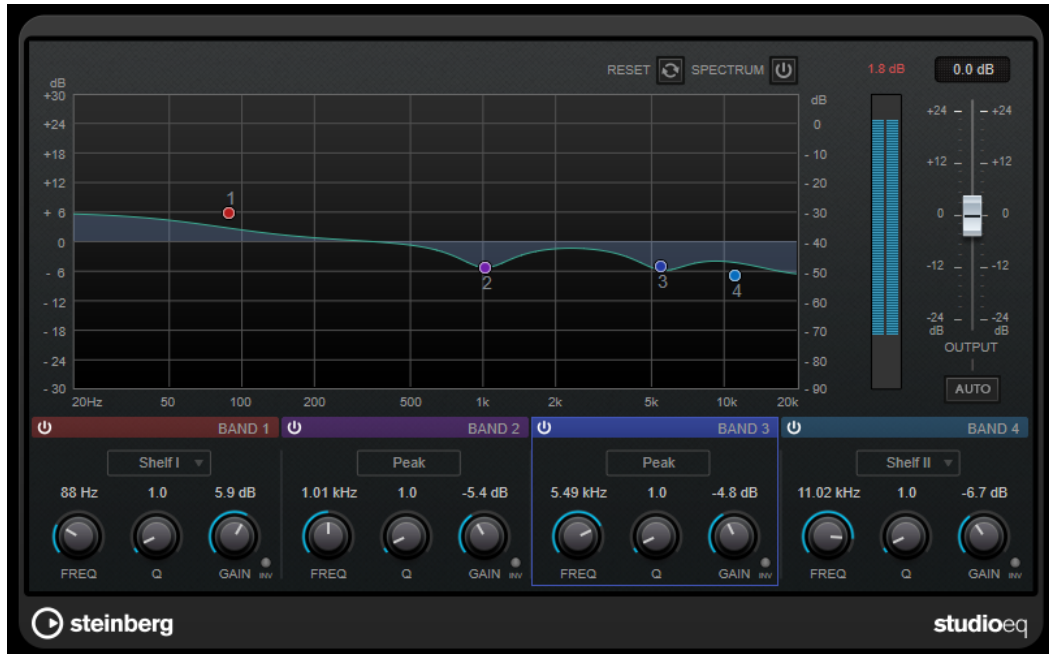 RESET SPECTRUM 1.8 dB 0.0 dB
dB
+30
+24
+18
+12
+ 6
0
- 6
- 12
- 18
- 24
- 30
dB
0
- 10
- 20
- 30
- 40
- 50
- 60
- 70
- 80
- 90
1
2
3
4
20Hz 50 100 200 500 1k 2k 5k 10k 20k
+24 +24
+12 +12
0 0
-12 -12
-24 -24
dB dB
OUTPUT
AUTO
BAND 1 BAND 2 BAND 3 BAND 4
Shelf I Peak Peak Shelf II
88 Hz 1.0 5.9 dB 1.01 kHz 1.0 -5.4 dB 5.49 kHz 1.0 -4.8 dB 11.02 kHz 1.0 -6.7 dB
FREQ Q GAIN INV FREQ Q GAIN INV FREQ Q GAIN INV FREQ Q GAIN INV
steinberg studioeq